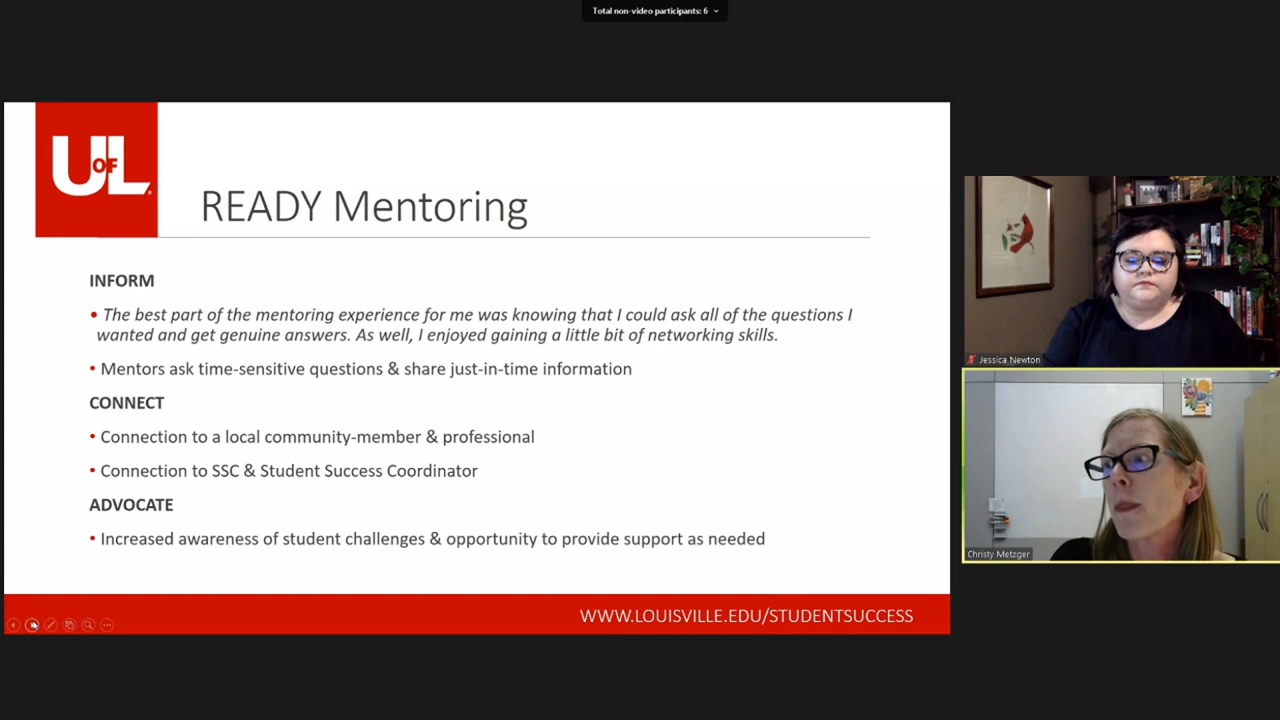 Total non-video participants: 6
UOFL
READY Mentoring
INFORM
• The best part of the mentoring experience for me was knowing that I could ask all of the questions I
wanted and get genuine answers. As well, I enjoyed gaining a little bit of networking skills.
• Mentors ask time-sensitive questions & share just-in-time information
CONNECT
• Connection to a local community-member & professional
• Connection to SSC & Student Success Coordinator
ADVOCATE
• Increased awareness of student challenges & opportunity to provide support as needed
WWW.LOUISVILLE.EDU/STUDENTSUCCESS
Jessica Newton
Christy Metzger